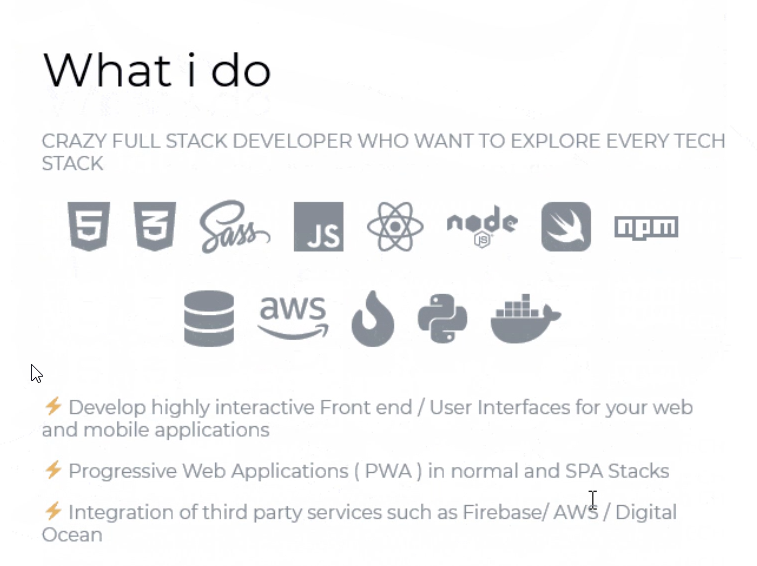 What i do
CRAZY FULL STACK DEVELOPER WHO WANT TO EXPLORE EVERY TECH
STACK
5 3 Sass JS node JS npm
aws
⚡ Develop highly interactive Front end / User Interfaces for your web
and mobile applications
⚡ Progressive Web Applications ( PWA ) in normal and SPA Stacks
⚡ Integration of third party services such as Firebase/ AWS / Digital
Ocean